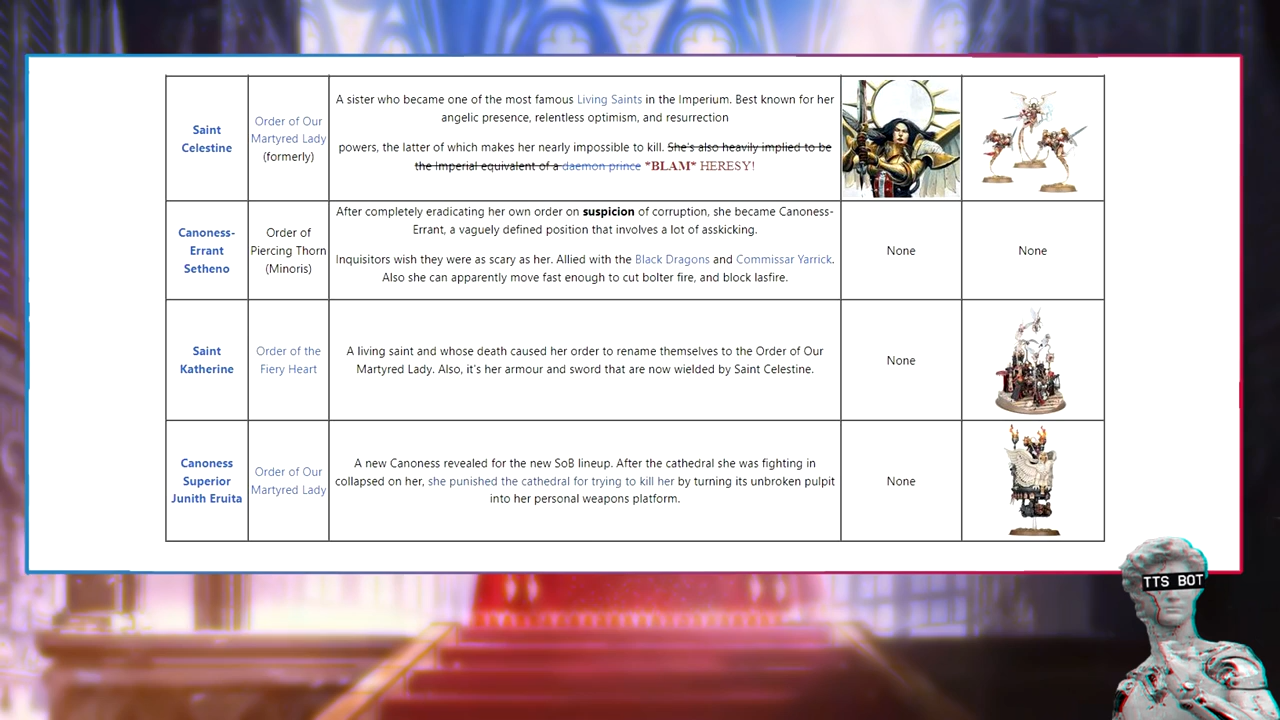 Saint
Celestine
Order of Our
Martyred Lady
(formerly)
A sister who became one of the most famous Living Saints in the Imperium. Best known for her
angelic presence, relentless optimism, and resurrection
powers, the latter of which makes her nearly impossible to kill. She's also heavily implied to be
the Imperial equivalent of a daemon prince *BLAM* HERESY!
Canoness-
Errant
Setheno
Order of
Piercing Thorn
(Minoris)
After completely eradicating her own order on suspicion of corruption, she became Canoness-
Errant, a vaguely defined position that involves a lot of asskicking.
Inquisitors wish they were as scary as her. Allied with the Black Dragons and Commissar Yarrick.
Also she can apparently move fast enough to cut bolter fire, and block lasfire.
None
None
Saint
Katherine
Order of the
Fiery Heart
A living saint and whose death caused her order to rename themselves to the Order of Our
Martyred Lady. Also, it's her armour and sword that are now wielded by Saint Celestine.
None
Canoness
Superior
Junith Eruita
Order of Our
Martyred Lady
A new Canoness revealed for the new SoB lineup. After the cathedral she was fighting in
collapsed on her, she punished the cathedral for trying to kill her by turning its unbroken pulpit
into her personal weapons platform.
None
TTS BOT